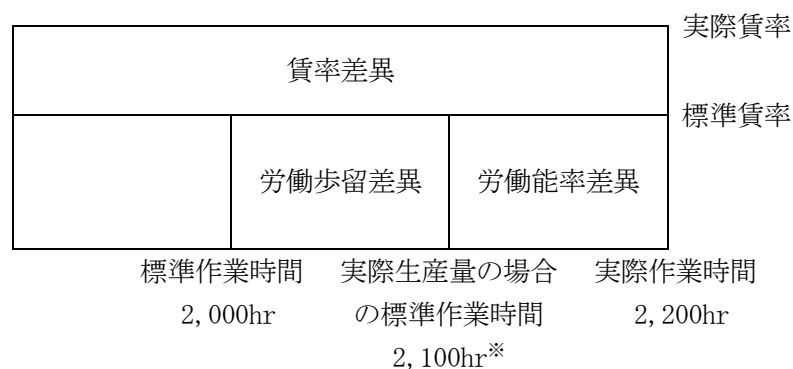 実際賃率
賃率差異
標準賃率
労働歩留差異
労働能率差異
標準作業時間
2,000hr
実際生産量の場合
の標準作業時間
2,100hr※
実際作業時間
2,200hr